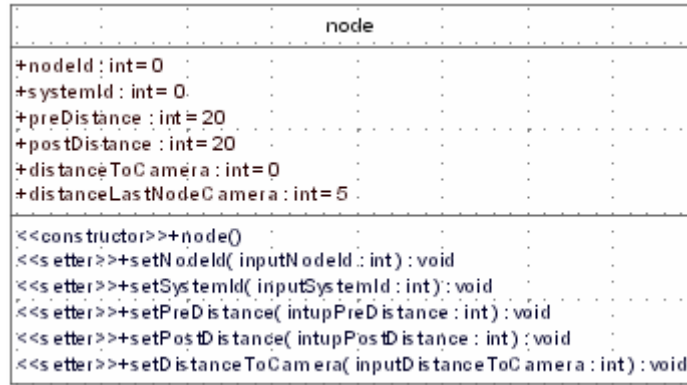 node
+nodeId : int = 0
+systemId : int = 0
+preDistance : int = 20
+postDistance : int = 20
+distanceToCamera : int = 0
+distanceLastNodeCamera : int = 5
<<constructor>>+node()
<<setter>>+setNodeId( inputNodeId : int ) : void
<<setter>>+setSystemId( inputSystemId : int ) : void
<<setter>>+setPreDistance( intupPreDistance : int ) : void
<<setter>>+setPostDistance( intupPostDistance : int ) : void
<<setter>>+setDistanceToCamera( inputDistanceToCamera : int ) : void